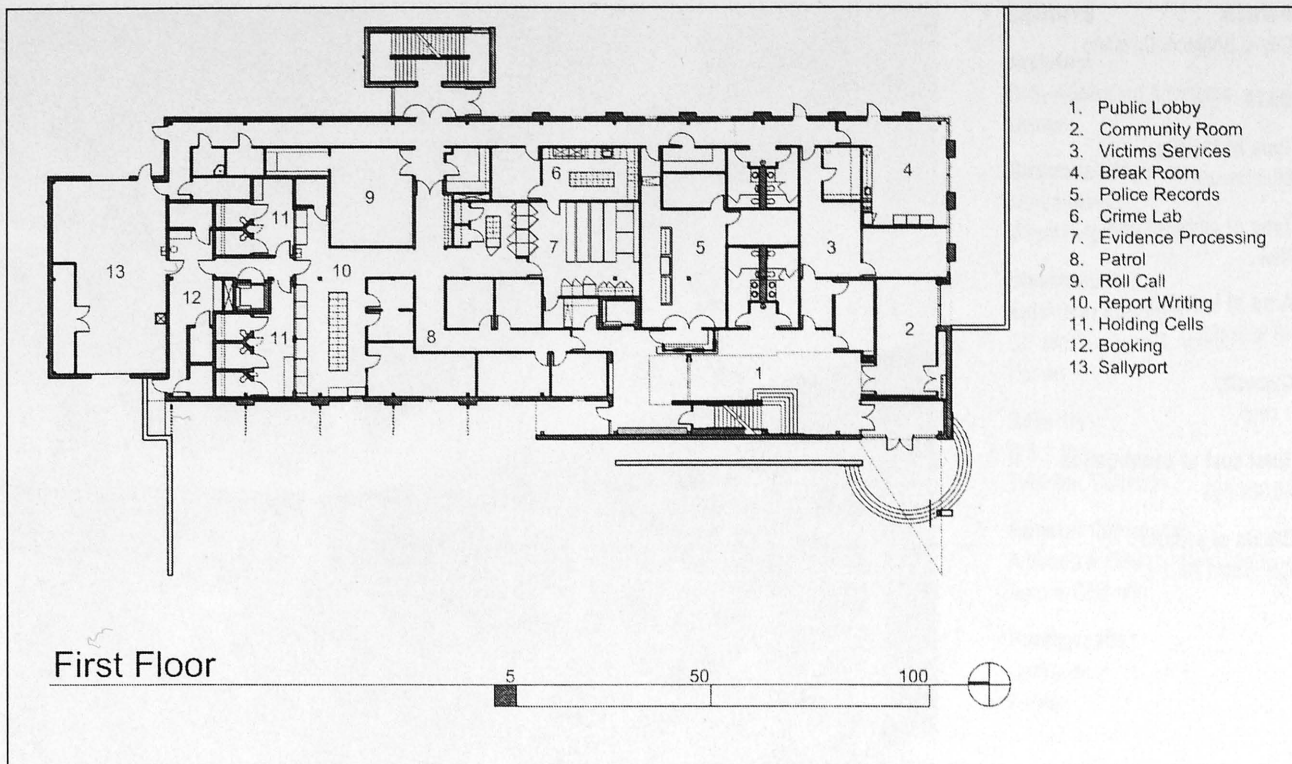 1. Public Lobby
2. Community Room
3. Victims Services
4. Break Room
5. Police Records
6. Crime Lab
7. Evidence Processing
8. Patrol
9. Roll Call
10. Report Writing
11. Holding Cells
12. Booking
13. Sallyport
4
6
9
11
3
7
5
13
10
12
2
11
8
1
First Floor
5 50 100